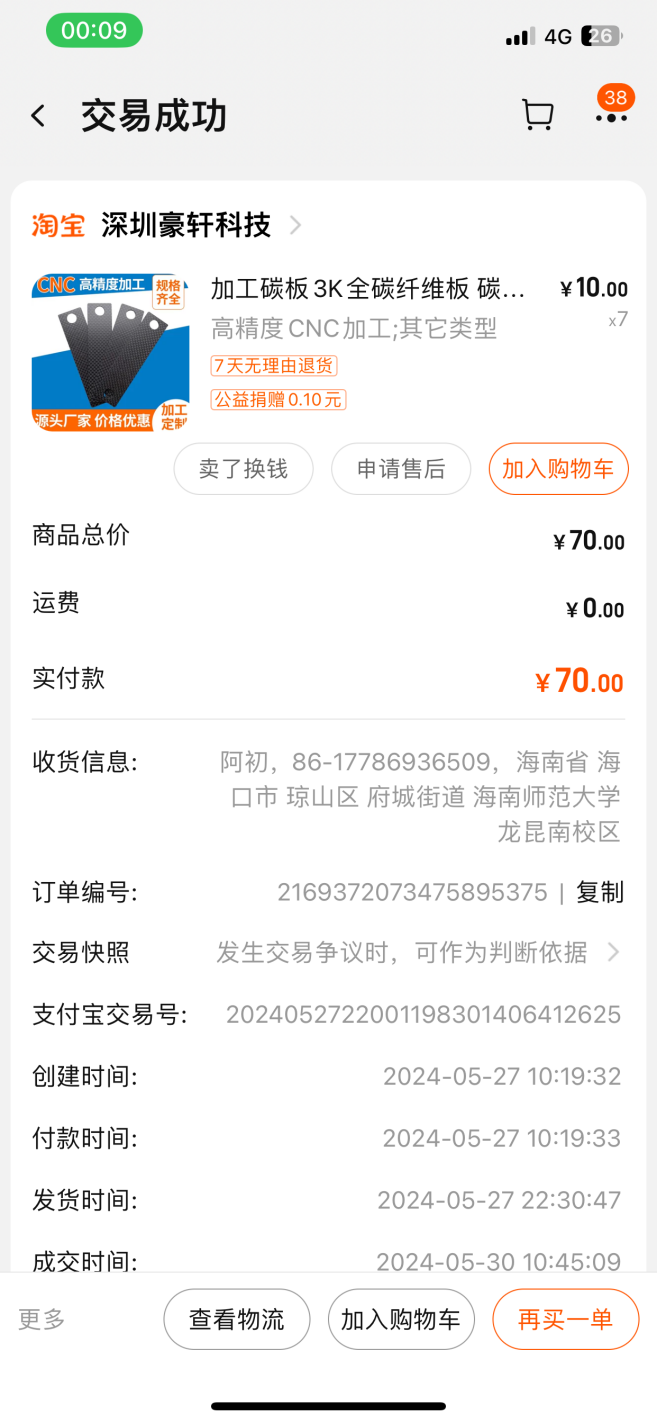 00:09
4G 26
交易成功
38
淘宝 深圳豪轩科技
CNC 高精度加工
规格
齐全
源头厂家 价格优惠
加工
定制
加工碳板3K全碳纤维板 碳... ¥10.00
高精度CNC加工;其它类型 x7
7天无理由退货
公益捐赠0.10元
卖了换钱 申请售后 加入购物车
商品总价 ¥70.00
运费 ¥0.00
实付款 ¥70.00
收货信息: 阿初，86-17786936509，海南省 海
口市 琼山区 府城街道 海南师范大学
龙昆南校区
订单编号: 2169372073475895375 | 复制
交易快照 发生交易争议时，可作为判断依据
支付宝交易号: 2024052722001198301406412625
创建时间: 2024-05-27 10:19:32
付款时间: 2024-05-27 10:19:33
发货时间: 2024-05-27 22:30:47
成交时间: 2024-05-30 10:45:09
更多 查看物流 加入购物车 再买一单